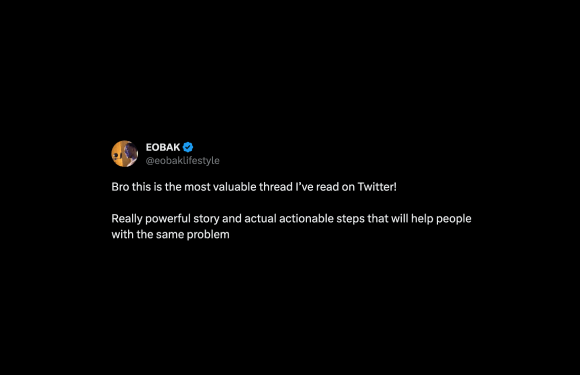 EOBAK
@eobaklifestyle
Bro this is the most valuable thread I've read on Twitter!
Really powerful story and actual actionable steps that will help people
with the same problem